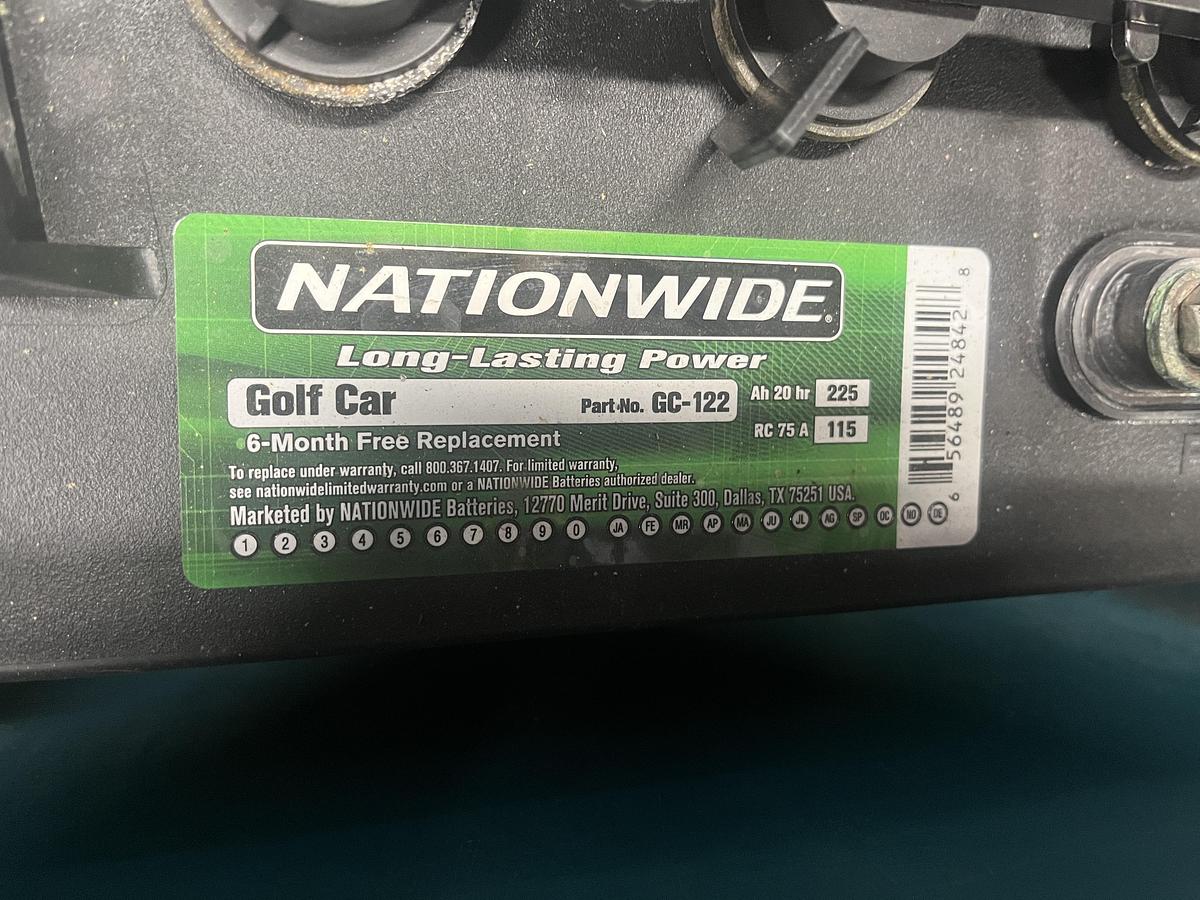 NATIONWIDE®
Long-Lasting Power
Golf Car Part No. GC-122
Ah 20 hr 225
RC 75 A 115
6-Month Free Replacement
To replace under warranty, call 800.367.1407. For limited warranty,
see nationwidelimitedwarranty.com or a NATIONWIDE Batteries authorized dealer.
Marketed by NATIONWIDE Batteries, 12770 Merit Drive, Suite 300, Dallas, TX 75251 USA.
1 2 3 4 5 6 7 8 9 0 JA FE MR AP MA JU JL AG SP OC NO DE
6 56489 24842 8